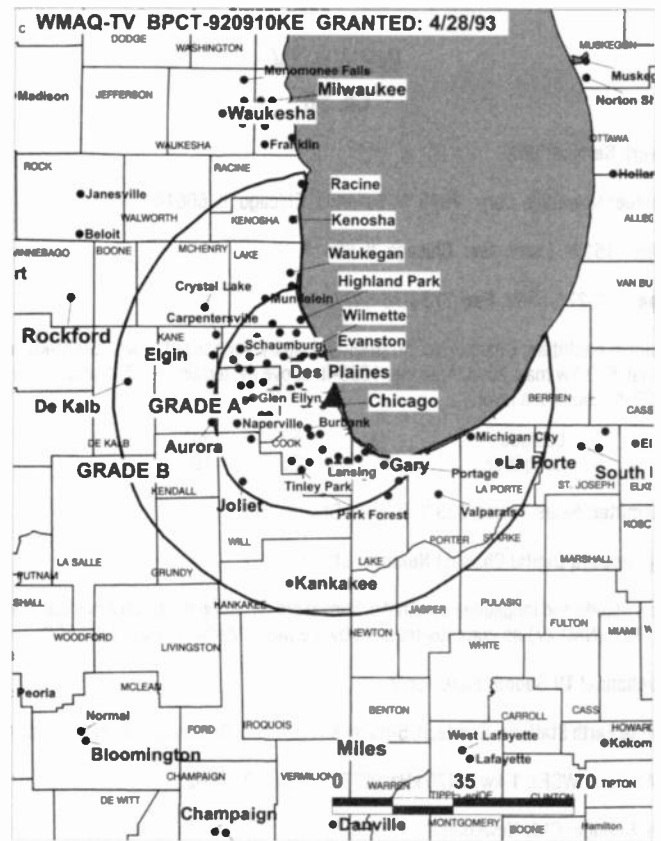 C WMAQ-TV BPCT-920910KE GRANTED: 4/28/93
DODGE
WASHINGTON
MUSKEGON
Menomonee Falls
Madison
JEFFERSON
Milwaukee
Norton
Waukesha
WAUKESHA
Franklin
OTTAWA
ROCK
RACINE
Racine
Janesville
WALWORTH
KENOSHA
Kenosha
Beloit
BOONE
MCHENRY
LAKE
Waukegan
Highland Park
Crystal Lake
Mundelein
Carpentersville
Wilmette
Rockford
KANE
Schaumburg
Evanston
Elgin
Des Plaines
BERRIEN
De Kalb
GRADE A
Glen Ellyn
Chicago
CASS
Naperville
Burbank
DE KALB
Aurora
COOK
Michigan City
GRADE B
Lansing
Gary
Portage
La Porte
South
KENDALL
Joliet
Tinley Park
LA PORTE
ST. JOSEPH
Park Forest
Valparaiso
WILL
PORTER
STARKE
LA SALLE
LAKE
MARSHALL
GRUNDY
Kankakee
KANKAKEE
JASPER
PULASKI
NEWTON
FULTON
MIAMI
WOODFORD
LIVINGSTON
WHITE
Peoria
MCLEAN
BENTON
CASS
Normal
FORD
IROQUOIS
CARROLL
Bloomington
Miles
West Lafayette
Lafayette
CHAMPAIGN
VERMILION
WARREN
0 35 70
TIPTON
DE WITT
CLINTON
Champaign
Danville
MONTGOMERY
BOONE
Hamilton